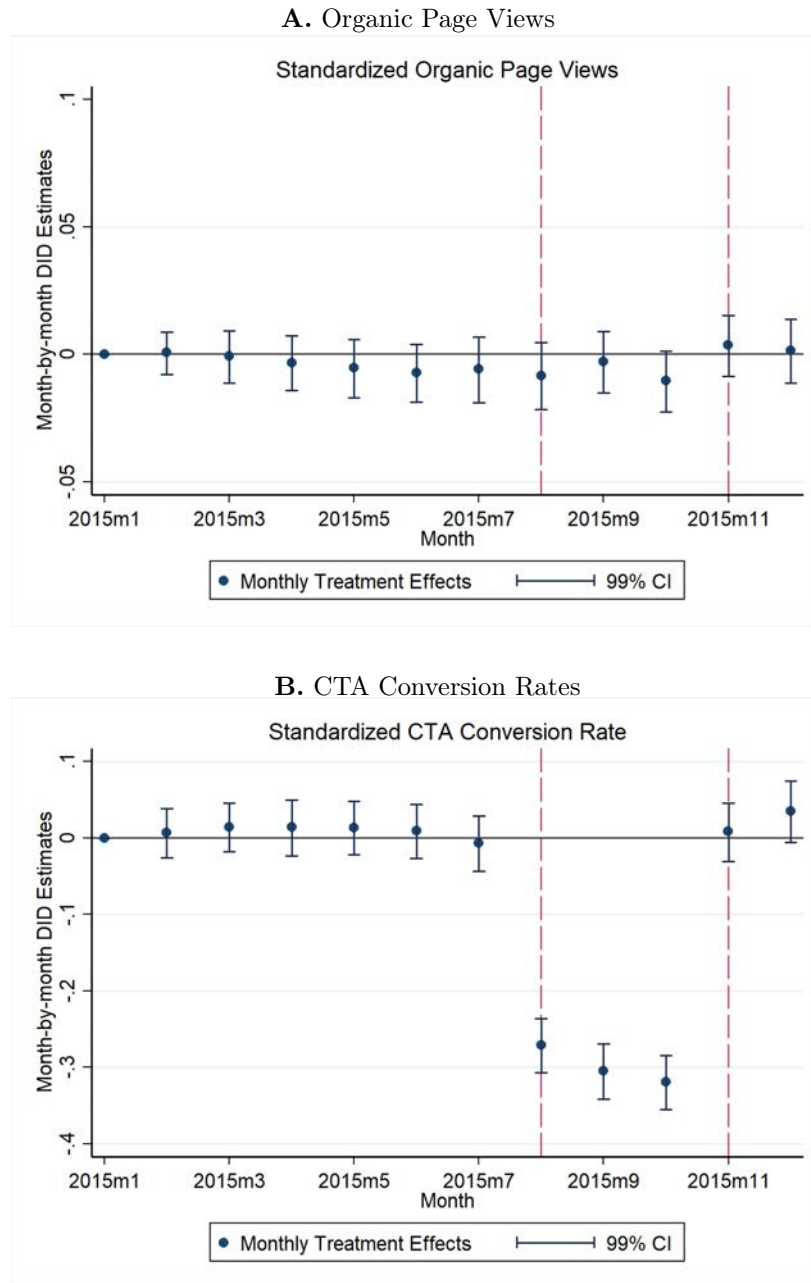 A. Organic Page Views
Standardized Organic Page Views
Month-by-month DID Estimates
.1
.05
0
-.05
2015m1 2015m3 2015m5 2015m7 2015m9 2015m11
Month
Monthly Treatment Effects 99% CI
B. CTA Conversion Rates
Standardized CTA Conversion Rate
Month-by-month DID Estimates
.1
0
-.1
-.2
-.3
-.4
2015m1 2015m3 2015m5 2015m7 2015m9 2015m11
Month
Monthly Treatment Effects 99% CI